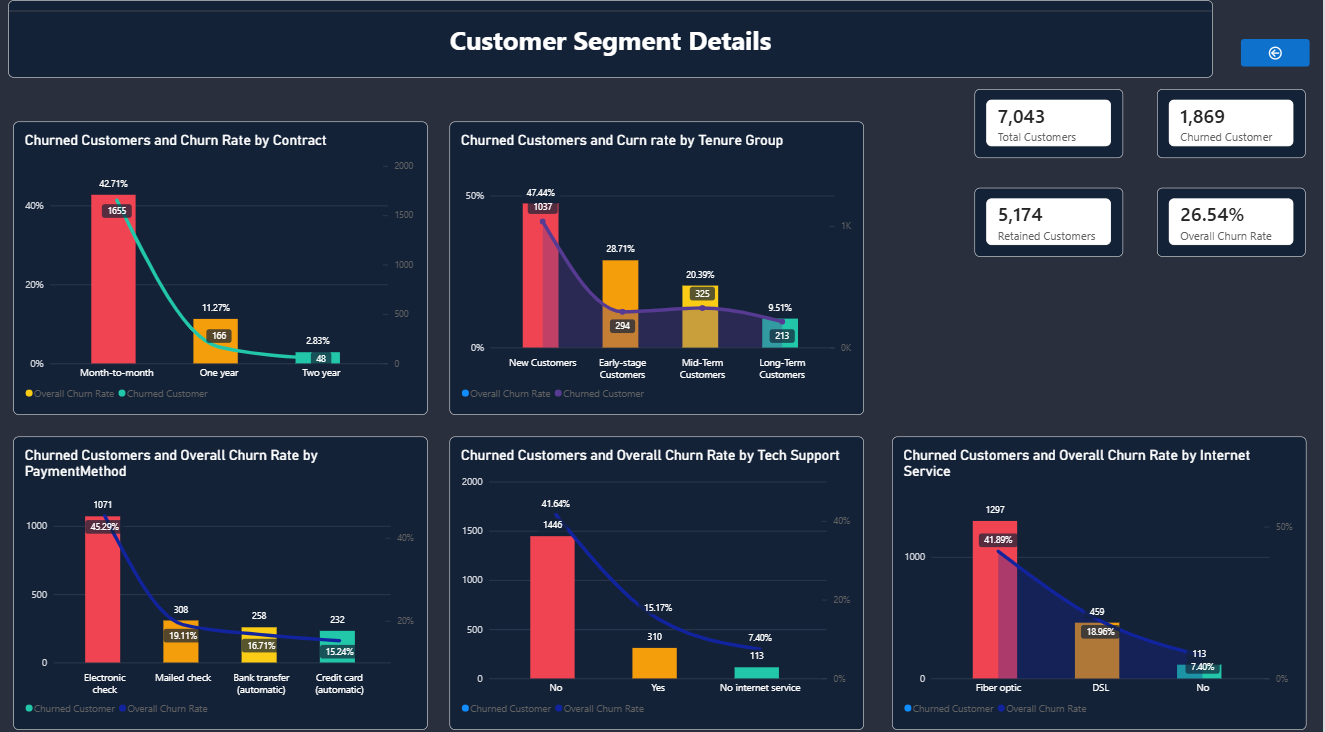 Customer Segment Details
7,043
Total Customers
1,869
Churned Customer
5,174
Retained Customers
26.54%
Overall Churn Rate
Churned Customers and Churn Rate by Contract
2000
42.71%
40%
1655
1500
1000
20%
11.27%
500
166
2.83%
48
0%
0
Month-to-month
One year
Two year
Overall Churn Rate
Churned Customer
Churned Customers and Curn rate by Tenure Group
50%
47.44%
1037
1K
28.71%
20.39%
325
9.51%
294
213
0%
0K
New Customers
Early-stage
Customers
Mid-Term
Customers
Long-Term
Customers
Overall Churn Rate
Churned Customer
Churned Customers and Overall Churn Rate by
PaymentMethod
1071
1000
45.29%
40%
308
258
232
500
20%
19.11%
16.71%
15.24%
0
Electronic
check
Mailed check
Bank transfer
(automatic)
Credit card
(automatic)
Churned Customer
Overall Churn Rate
Churned Customers and Overall Churn Rate by Tech Support
2000
41.64%
1446
40%
1500
1000
15.17%
20%
500
310
7.40%
113
0
0%
No
Yes
No internet service
Churned Customer
Overall Churn Rate
Churned Customers and Overall Churn Rate by Internet
Service
1297
50%
41.89%
1000
459
18.96%
113
7.40%
0
0%
Fiber optic
DSL
No
Churned Customer
Overall Churn Rate